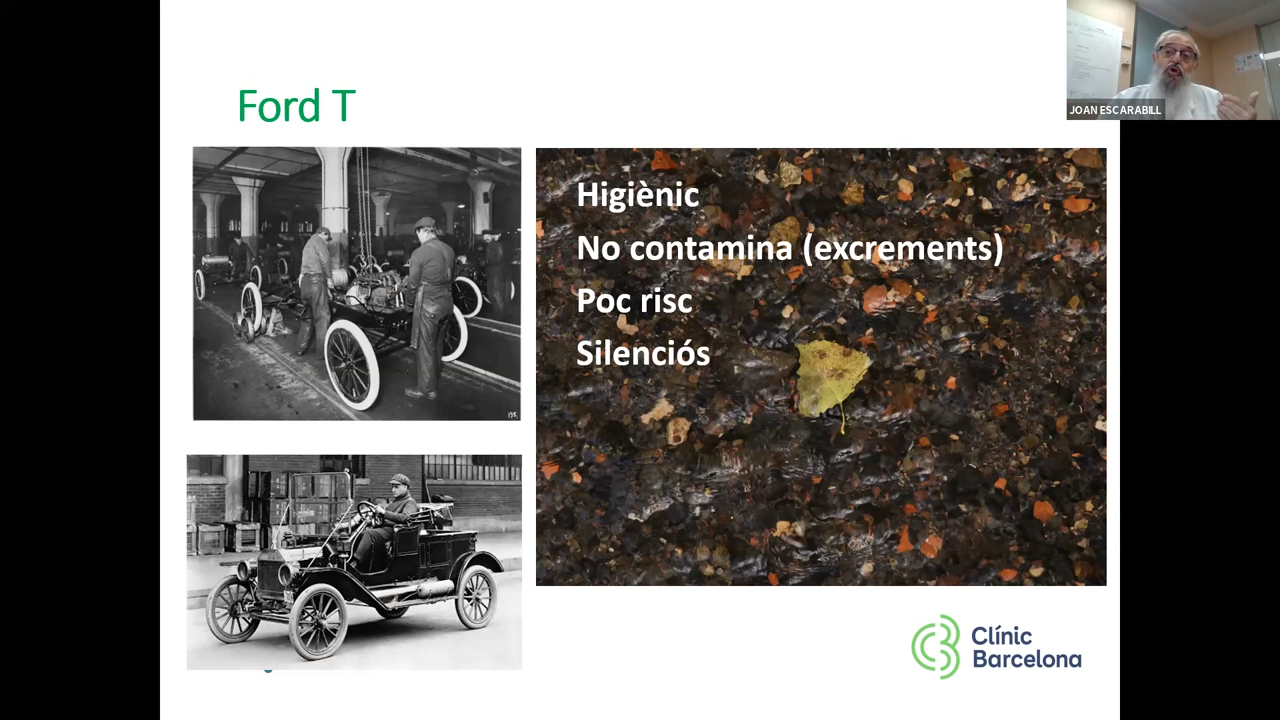 Ford T
JOAN ESCARABILL
Higiènic
No contamina (excrements)
Poc risc
Silenciós
Clínic
Barcelona